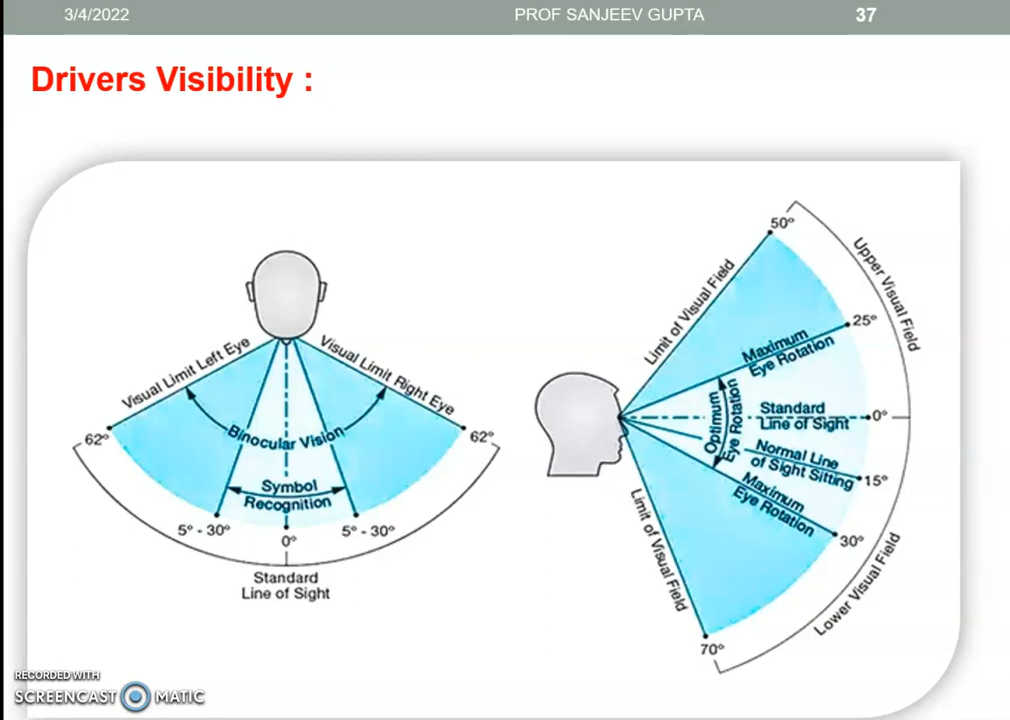 3/4/2022
PROF SANJEEV GUPTA
37
Drivers Visibility :
Visual Limit Left Eye
Visual Limit Right Eye
62°
62°
Binocular Vision
Symbol
Recognition
5° - 30°
0°
5° - 30°
Standard
Line of Sight
50°
Upper Visual Field
Limit of Visual Field
25°
Maximum
Eye Rotation
Optimum
Eye Rotation
Standard
Line of Sight
0°
Normal Line
of Sight Sitting
15°
Maximum
Eye Rotation
30°
Limit of Visual Field
Lower Visual Field
70°
RECORDED WITH
SCREENCAST MATIC